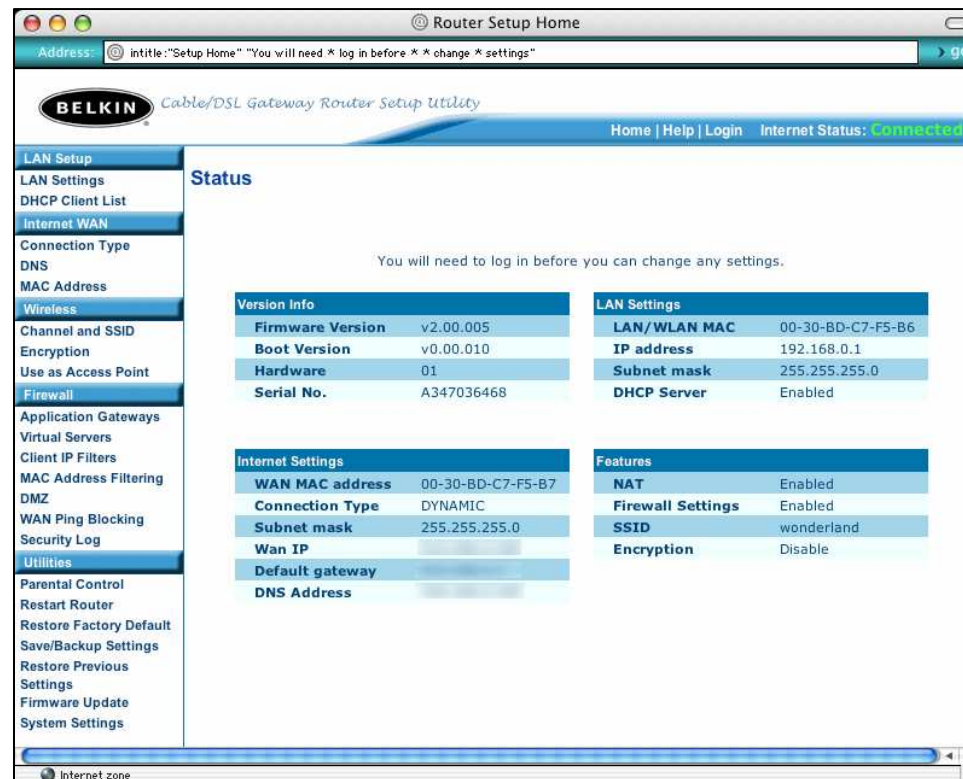 Router Setup Home
Address: intitle:"Setup Home" "You will need * log in before * * change * settings"
BELKIN Cable/DSL Gateway Router Setup Utility
Home | Help | Login Internet Status: Connected
LAN Setup
LAN Settings
DHCP Client List
Internet WAN
Connection Type
DNS
MAC Address
Wireless
Channel and SSID
Encryption
Use as Access Point
Firewall
Application Gateways
Virtual Servers
Client IP Filters
MAC Address Filtering
DMZ
WAN Ping Blocking
Security Log
Utilities
Parental Control
Restart Router
Restore Factory Default
Save/Backup Settings
Restore Previous
Settings
Firmware Update
System Settings
Status
You will need to log in before you can change any settings.
Version Info
Firmware Version v2.00.005
Boot Version v0.00.010
Hardware 01
Serial No. A347036468
LAN Settings
LAN/WLAN MAC 00-30-BD-C7-F5-B6
IP address 192.168.0.1
Subnet mask 255.255.255.0
DHCP Server Enabled
Internet Settings
WAN MAC address 00-30-BD-C7-F5-B7
Connection Type DYNAMIC
Subnet mask 255.255.255.0
Wan IP
Default gateway
DNS Address
Features
NAT Enabled
Firewall Settings Enabled
SSID wonderland
Encryption Disable
Internet zone